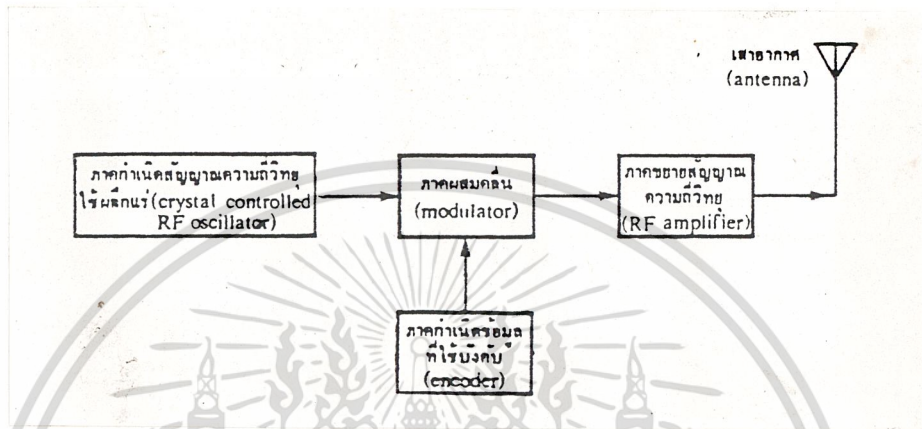 เสาอากาศ
(antenna)
ภาคกำเนิดสัญญาณความถี่วิทยุ
ใช้ผลึกแร่(crystal controlled
RF oscillator)
ภาคผสมคลื่น
(modulator)
ภาคขยายสัญญาณ
ความถี่วิทยุ
(RF amplifier)
ภาคกำเนิดข้อมูล
ที่ใช้บังคับ
(encoder)